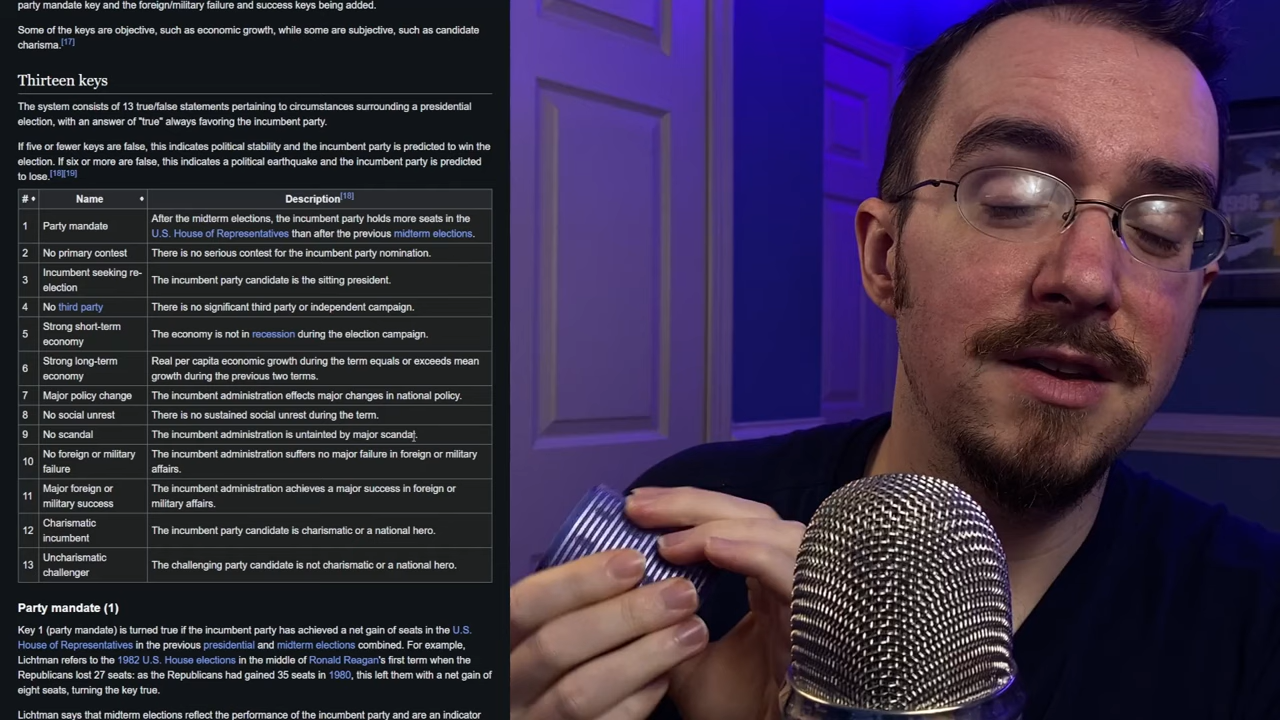 party mandate key and the foreign/military failure and success keys being added.
Some of the keys are objective, such as economic growth, while some are subjective, such as candidate
charisma.[17]
Thirteen keys
The system consists of 13 true/false statements pertaining to circumstances surrounding a presidential
election, with an answer of "true" always favoring the incumbent party.
If five or fewer keys are false, this indicates political stability and the incumbent party is predicted to win the
election. If six or more are false, this indicates a political earthquake and the incumbent party is predicted
to lose.[18][19]
# Name Description[18]
1 Party mandate After the midterm elections, the incumbent party holds more seats in the
U.S. House of Representatives than after the previous midterm elections.
2 No primary contest There is no serious contest for the incumbent party nomination.
3 Incumbent seeking re-
election The incumbent party candidate is the sitting president.
4 No third party There is no significant third party or independent campaign.
5 Strong short-term
economy The economy is not in recession during the election campaign.
6 Strong long-term
economy Real per capita economic growth during the term equals or exceeds mean
growth during the previous two terms.
7 Major policy change The incumbent administration effects major changes in national policy.
8 No social unrest There is no sustained social unrest during the term.
9 No scandal The incumbent administration is untainted by major scandal.
10 No foreign or military
failure The incumbent administration suffers no major failure in foreign or military
affairs.
11 Major foreign or
military success The incumbent administration achieves a major success in foreign or
military affairs.
12 Charismatic
incumbent The incumbent party candidate is charismatic or a national hero.
13 Uncharismatic
challenger The challenging party candidate is not charismatic or a national hero.
Party mandate (1)
Key 1 (party mandate) is turned true if the incumbent party has achieved a net gain of seats in the U.S.
House of Representatives in the previous presidential and midterm elections combined. For example,
Lichtman refers to the 1982 U.S. House elections in the middle of Ronald Reagan's first term when the
Republicans lost 27 seats: as the Republicans had gained 35 seats in 1980, this left them with a net gain of
eight seats, turning the key true.
Lichtman says that midterm elections reflect the performance of the incumbent party and are an indicator
1996